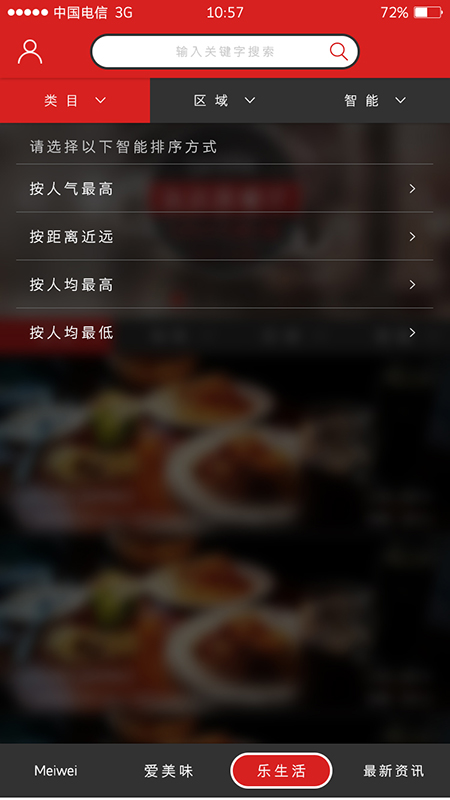 中国电信 3G 10:57 72%
输入关键字搜索
类目 区域 智能
请选择以下智能排序方式
按人气最高
按距离近远
按人均最高
按人均最低
Meiwei 爱美味 乐生活 最新资讯